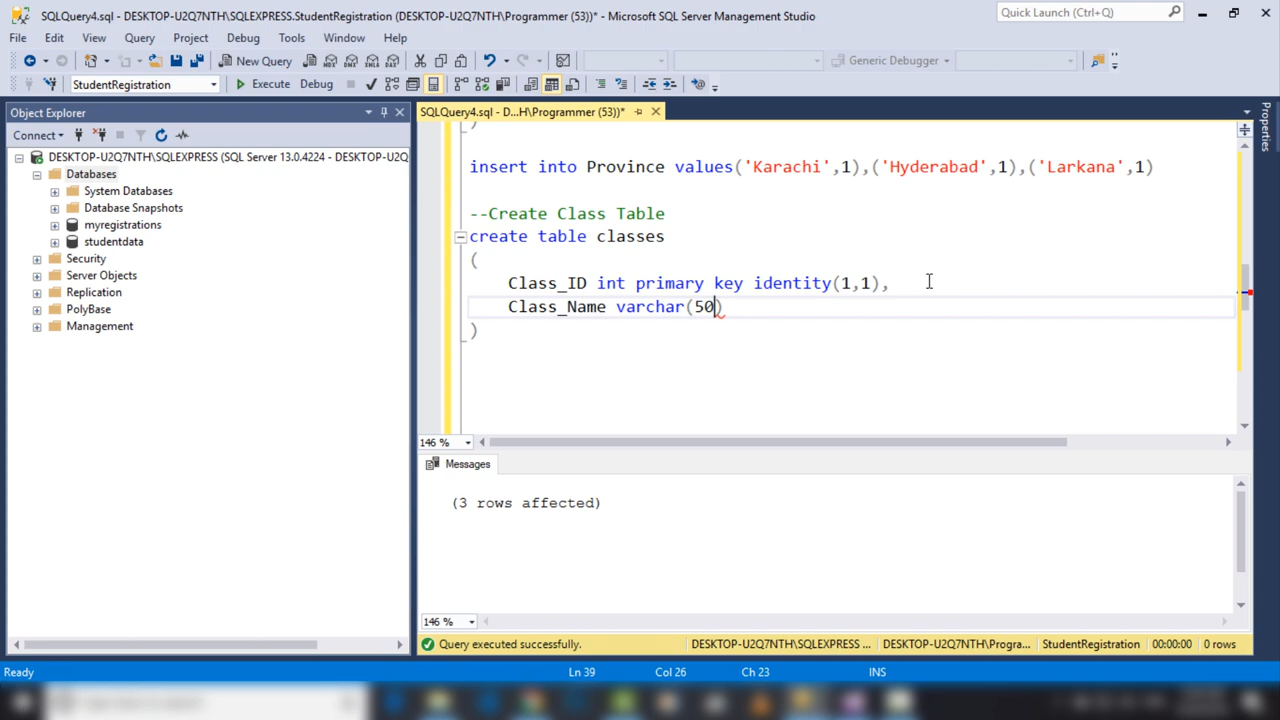 SQLQuery4.sql - DESKTOP-U2Q7NTH\SQLEXPRESS.StudentRegistration (DESKTOP-U2Q7NTH\Programmer (53))* - Microsoft SQL Server Management Studio
Quick Launch (Ctrl+Q)
File Edit View Query Project Debug Tools Window Help
New Query
Generic Debugger
StudentRegistration
Execute Debug
Object Explorer
SQLQuery4.sql - D...H\Programmer (53))*
Properties
Connect
DESKTOP-U2Q7NTH\SQLEXPRESS (SQL Server 13.0.4224 - DESKTOP-U2Q
Databases
System Databases
Database Snapshots
myregistrations
studentdata
Security
Server Objects
Replication
PolyBase
Management
)
insert into Province values('Karachi',1),('Hyderabad',1),('Larkana',1)
--Create Class Table
create table classes
(
Class_ID int primary key identity(1,1),
Class_Name varchar(50)
)
146 %
Messages
(3 rows affected)
146 %
Query executed successfully.
DESKTOP-U2Q7NTH\SQLEXPRESS ... DESKTOP-U2Q7NTH\Progra... StudentRegistration 00:00:00 0 rows
Ready
Ln 39 Col 26 Ch 23 INS